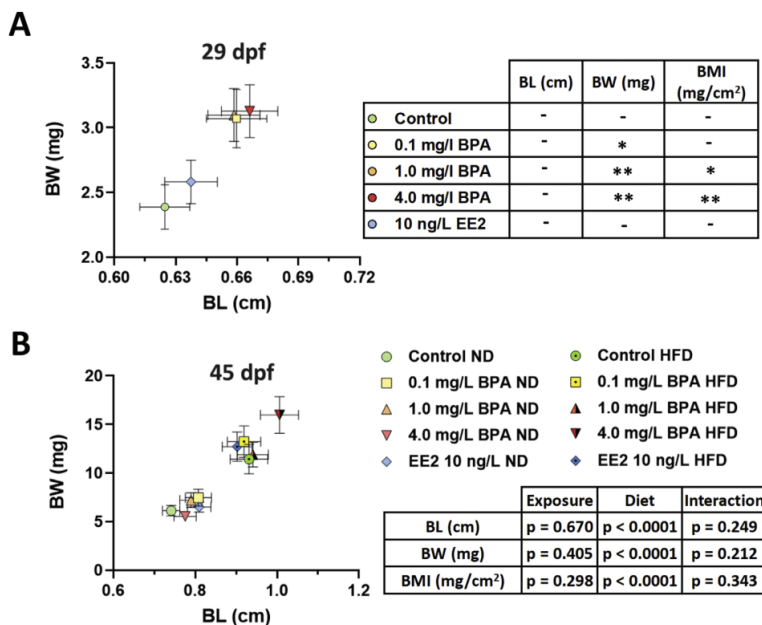 A
29 dpf
BW (mg)
3.5
3.0
2.5
2.0
0.60 0.63 0.66 0.69 0.72
BL (cm)
BL (cm) BW (mg) BMI
(mg/cm²)
Control - - -
0.1 mg/l BPA - * -
1.0 mg/l BPA - ** *
4.0 mg/l BPA - ** **
10 ng/L EE2 - - -
B
45 dpf
BW (mg)
20
15
10
5
0
0.6 0.8 1.0 1.2
BL (cm)
Control ND Control HFD
0.1 mg/L BPA ND 0.1 mg/L BPA HFD
1.0 mg/L BPA ND 1.0 mg/L BPA HFD
4.0 mg/L BPA ND 4.0 mg/L BPA HFD
EE2 10 ng/L ND EE2 10 ng/L HFD
Exposure Diet Interaction
BL (cm) p = 0.670 p < 0.0001 p = 0.249
BW (mg) p = 0.405 p < 0.0001 p = 0.212
BMI (mg/cm²) p = 0.298 p < 0.0001 p = 0.343